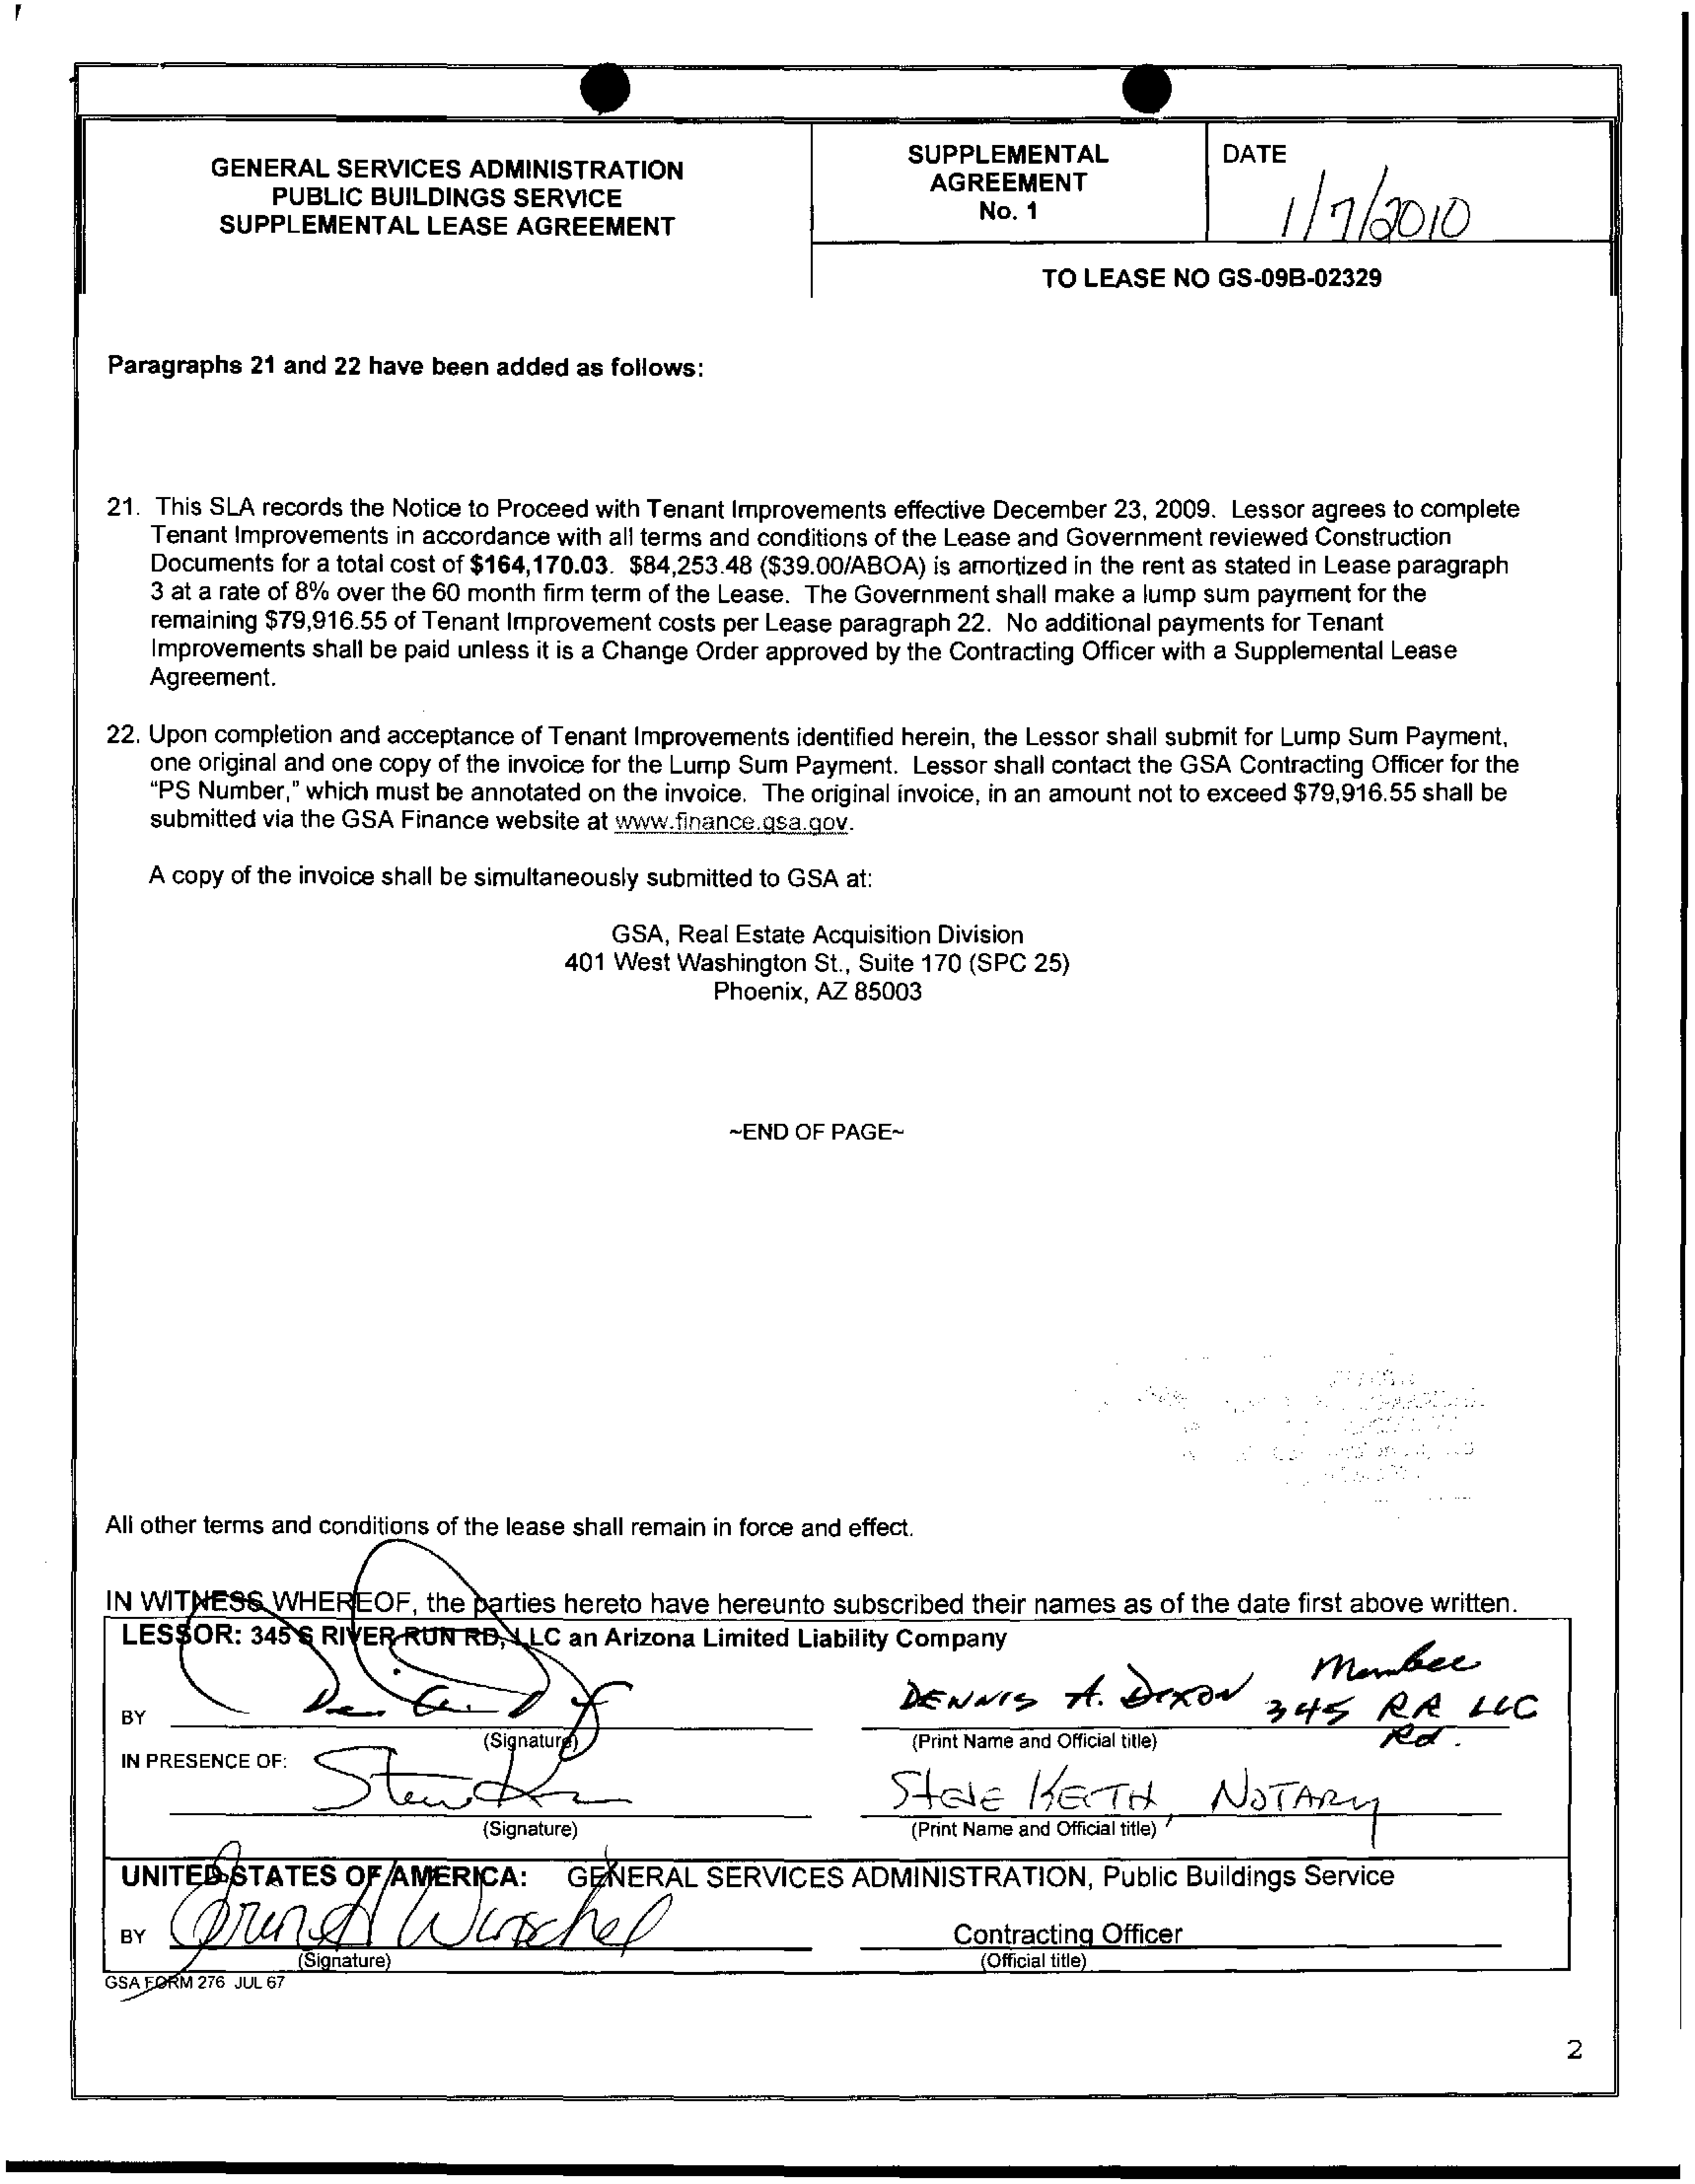 GENERAL SERVICES ADMINISTRATION
PUBLIC BUILDINGS SERVICE
SUPPLEMENTAL LEASE AGREEMENT
SUPPLEMENTAL
AGREEMENT
No. 1
DATE
1/7/2010
TO LEASE NO GS-09B-02329
Paragraphs 21 and 22 have been added as follows:
21. This SLA records the Notice to Proceed with Tenant Improvements effective December 23, 2009. Lessor agrees to complete
Tenant Improvements in accordance with all terms and conditions of the Lease and Government reviewed Construction
Documents for a total cost of $164,170.03. $84,253.48 ($39.00/ABOA) is amortized in the rent as stated in Lease paragraph
3 at a rate of 8% over the 60 month firm term of the Lease. The Government shall make a lump sum payment for the
remaining $79,916.55 of Tenant Improvement costs per Lease paragraph 22. No additional payments for Tenant
Improvements shall be paid unless it is a Change Order approved by the Contracting Officer with a Supplemental Lease
Agreement.
22. Upon completion and acceptance of Tenant Improvements identified herein, the Lessor shall submit for Lump Sum Payment,
one original and one copy of the invoice for the Lump Sum Payment. Lessor shall contact the GSA Contracting Officer for the
"PS Number," which must be annotated on the invoice. The original invoice, in an amount not to exceed $79,916.55 shall be
submitted via the GSA Finance website at www.finance.gsa.gov.
A copy of the invoice shall be simultaneously submitted to GSA at:
GSA, Real Estate Acquisition Division
401 West Washington St., Suite 170 (SPC 25)
Phoenix, AZ 85003
~END OF PAGE~
All other terms and conditions of the lease shall remain in force and effect.
IN WITNESS WHEREOF, the parties hereto have hereunto subscribed their names as of the date first above written.
LESSOR: 345 S RIVER RUN RD, LLC an Arizona Limited Liability Company
BY
DENNIS A. DIXON Member
345 RR LLC
Rd.
(Signature)
(Print Name and Official title)
IN PRESENCE OF:
STEVE KEITH, NOTARY
(Signature)
(Print Name and Official title)
UNITED STATES OF AMERICA: GENERAL SERVICES ADMINISTRATION, Public Buildings Service
BY
Contracting Officer
(Signature)
(Official title)
GSA FORM 276 JUL 67
2